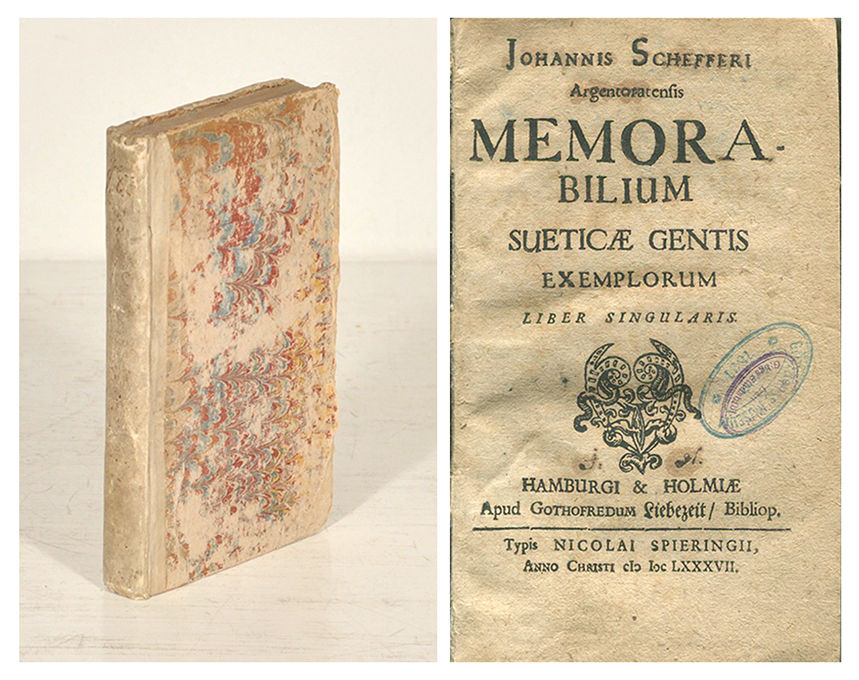 JOHANNIS SCHEFFERI
Argentoratensis
MEMORA-
BILIUM
SUETICÆ GENTIS
EXEMPLORUM
LIBER SINGULARIS.
HAMBURGI & HOLMIÆ
Apud GOTHOFREDUM Liebezeit/ Bibliop.
Typis NICOLAI SPIERINGII,
ANNO CHRISTI cIↃ Iↄc LXXXVII.